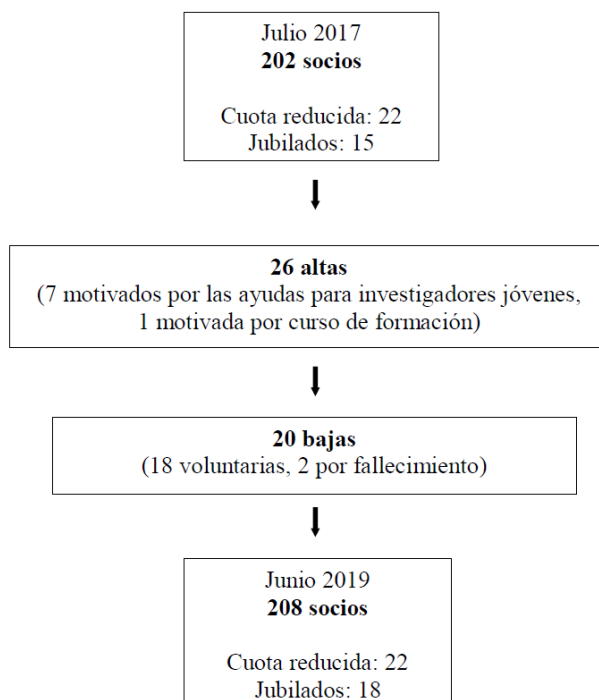 Julio 2017
202 socios
Cuota reducida: 22
Jubilados: 15
26 altas
(7 motivados por las ayudas para investigadores jóvenes,
1 motivada por curso de formación)
20 bajas
(18 voluntarias, 2 por fallecimiento)
Junio 2019
208 socios
Cuota reducida: 22
Jubilados: 18